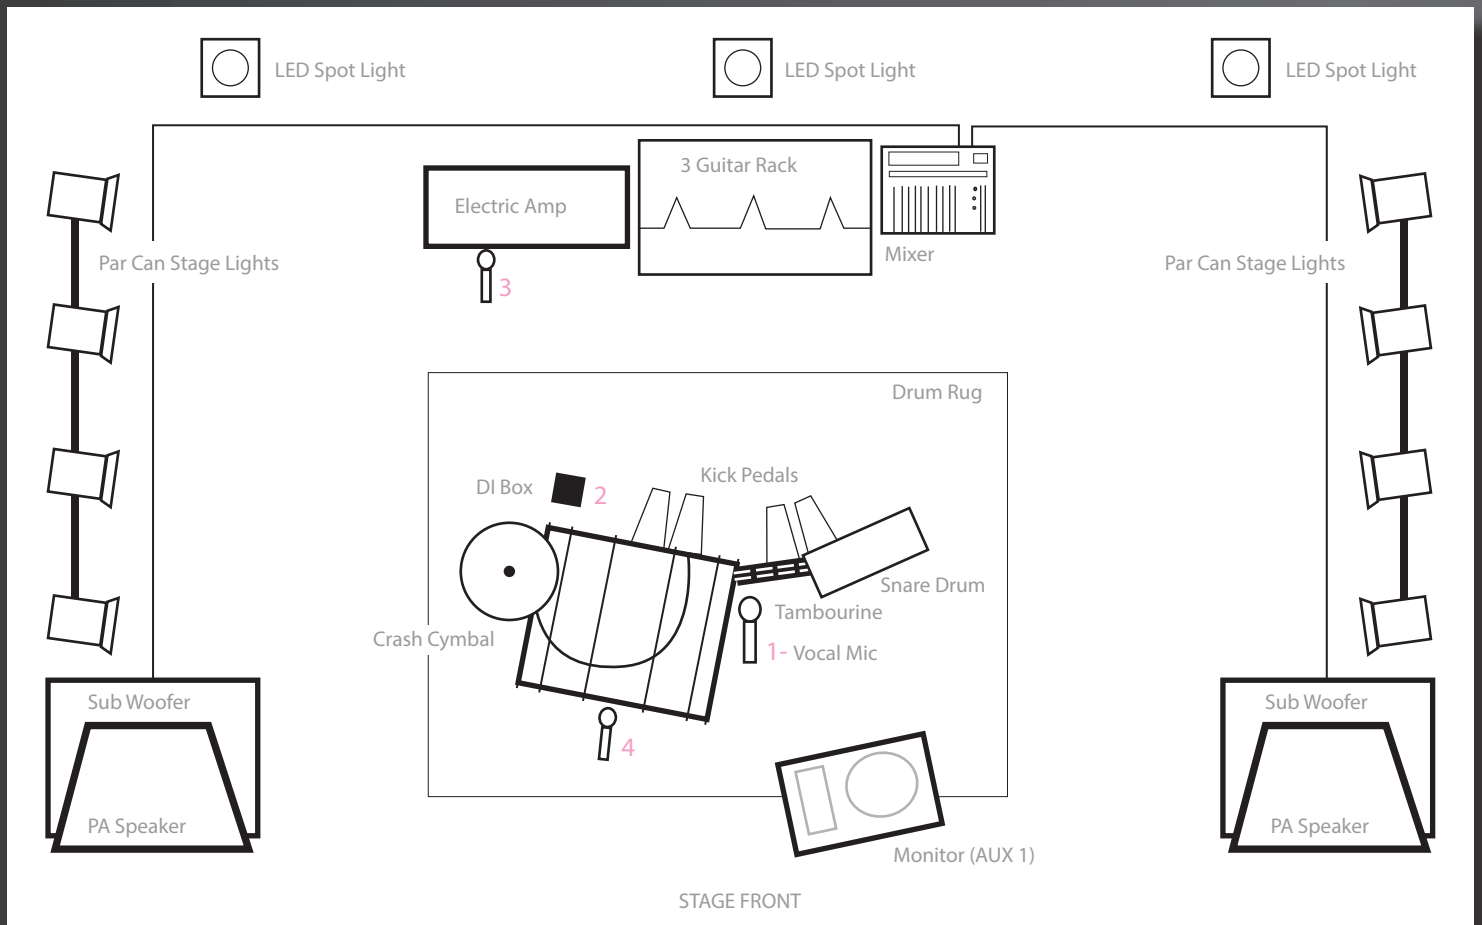 LED Spot Light
LED Spot Light
LED Spot Light
3 Guitar Rack
Electric Amp
Mixer
Par Can Stage Lights
Par Can Stage Lights
3
Drum Rug
Kick Pedals
DI Box
2
Snare Drum
Tambourine
Crash Cymbal
1- Vocal Mic
4
Sub Woofer
Sub Woofer
PA Speaker
PA Speaker
Monitor (AUX 1)
STAGE FRONT